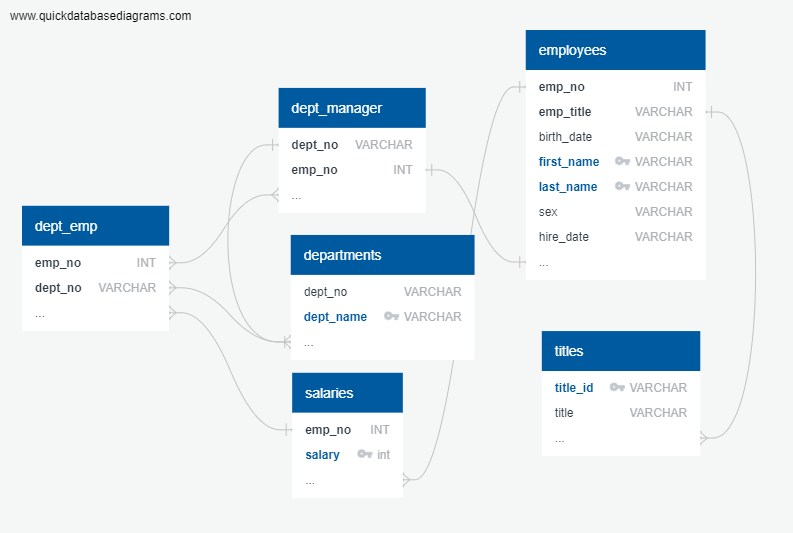 www.quickdatabasediagrams.com
employees
emp_no INT
emp_title VARCHAR
birth_date VARCHAR
first_name VARCHAR
last_name VARCHAR
sex VARCHAR
hire_date VARCHAR
...
dept_manager
dept_no VARCHAR
emp_no INT
...
dept_emp
emp_no INT
dept_no VARCHAR
...
departments
dept_no VARCHAR
dept_name VARCHAR
...
titles
title_id VARCHAR
title VARCHAR
...
salaries
emp_no INT
salary int
...